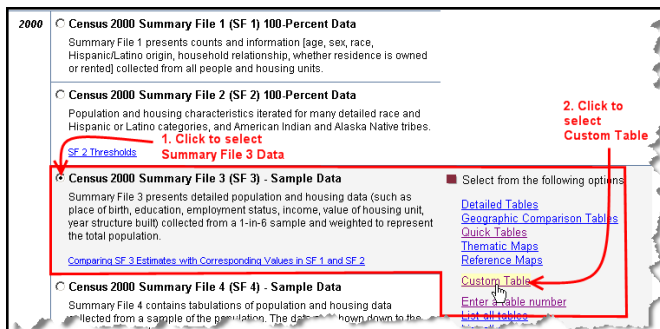 2000
Census 2000 Summary File 1 (SF 1) 100-Percent Data
Summary File 1 presents counts and information [age, sex, race,
Hispanic/Latino origin, household relationship, whether residence is owned
or rented] collected from all people and housing units.
Census 2000 Summary File 2 (SF 2) 100-Percent Data
Population and housing characteristics iterated for many detailed race and
Hispanic or Latino categories, and American Indian and Alaska Native tribes.
SF 2 Thresholds
1. Click to select
Summary File 3 Data
2. Click to
select
Custom Table
Census 2000 Summary File 3 (SF 3) - Sample Data
Summary File 3 presents detailed population and housing data (such as
place of birth, education, employment status, income, value of housing unit,
year structure built) collected from a 1-in-6 sample and weighted to represent
the total population.
Comparing SF 3 Estimates with Corresponding Values in SF 1 and SF 2
Select from the following options
Detailed Tables
Geographic Comparison Tables
Quick Tables
Thematic Maps
Reference Maps
Custom Table
Enter a table number
List all tables
Census 2000 Summary File 4 (SF 4) - Sample Data
Summary File 4 contains tabulations of population and housing data
collected from a sample of the population. The data shown down to the